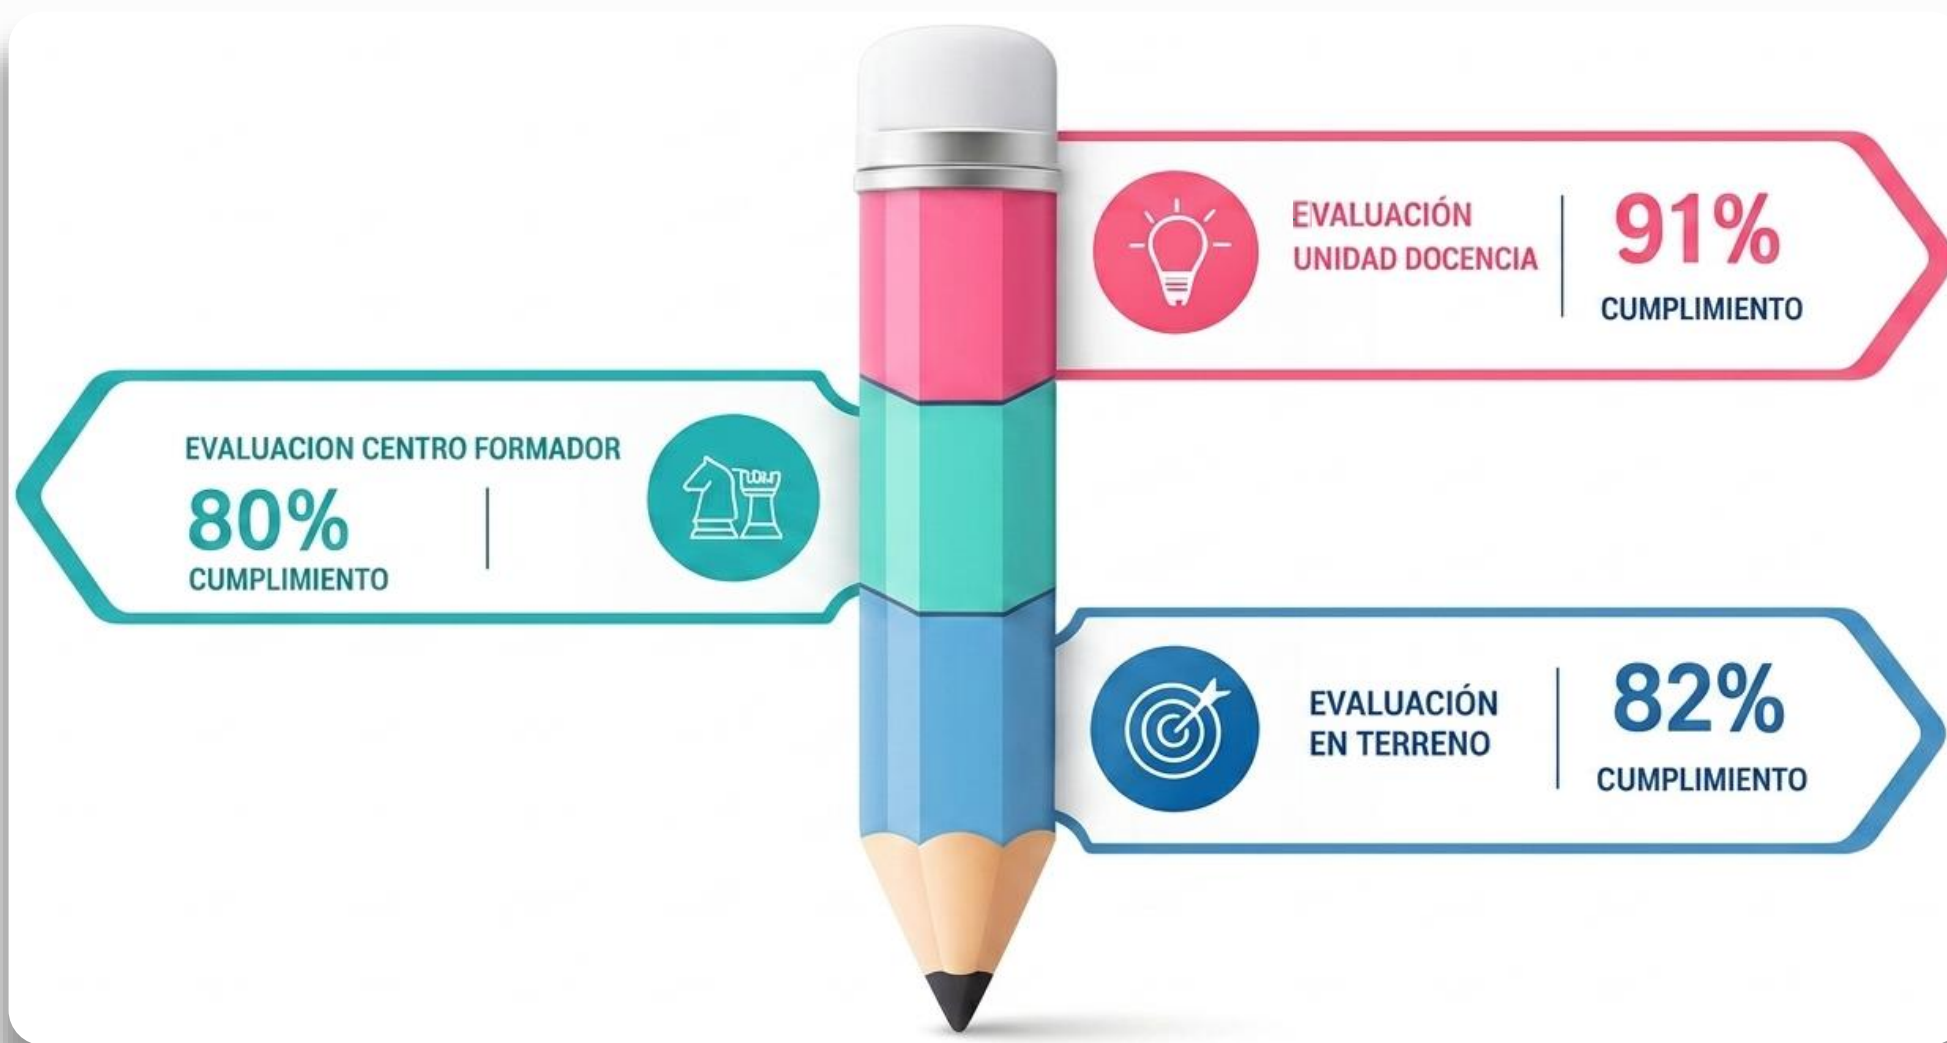 EVALUACIÓN
UNIDAD DOCENCIA
91%
CUMPLIMIENTO
EVALUACION CENTRO FORMADOR
80%
CUMPLIMIENTO
EVALUACIÓN
EN TERRENO
82%
CUMPLIMIENTO